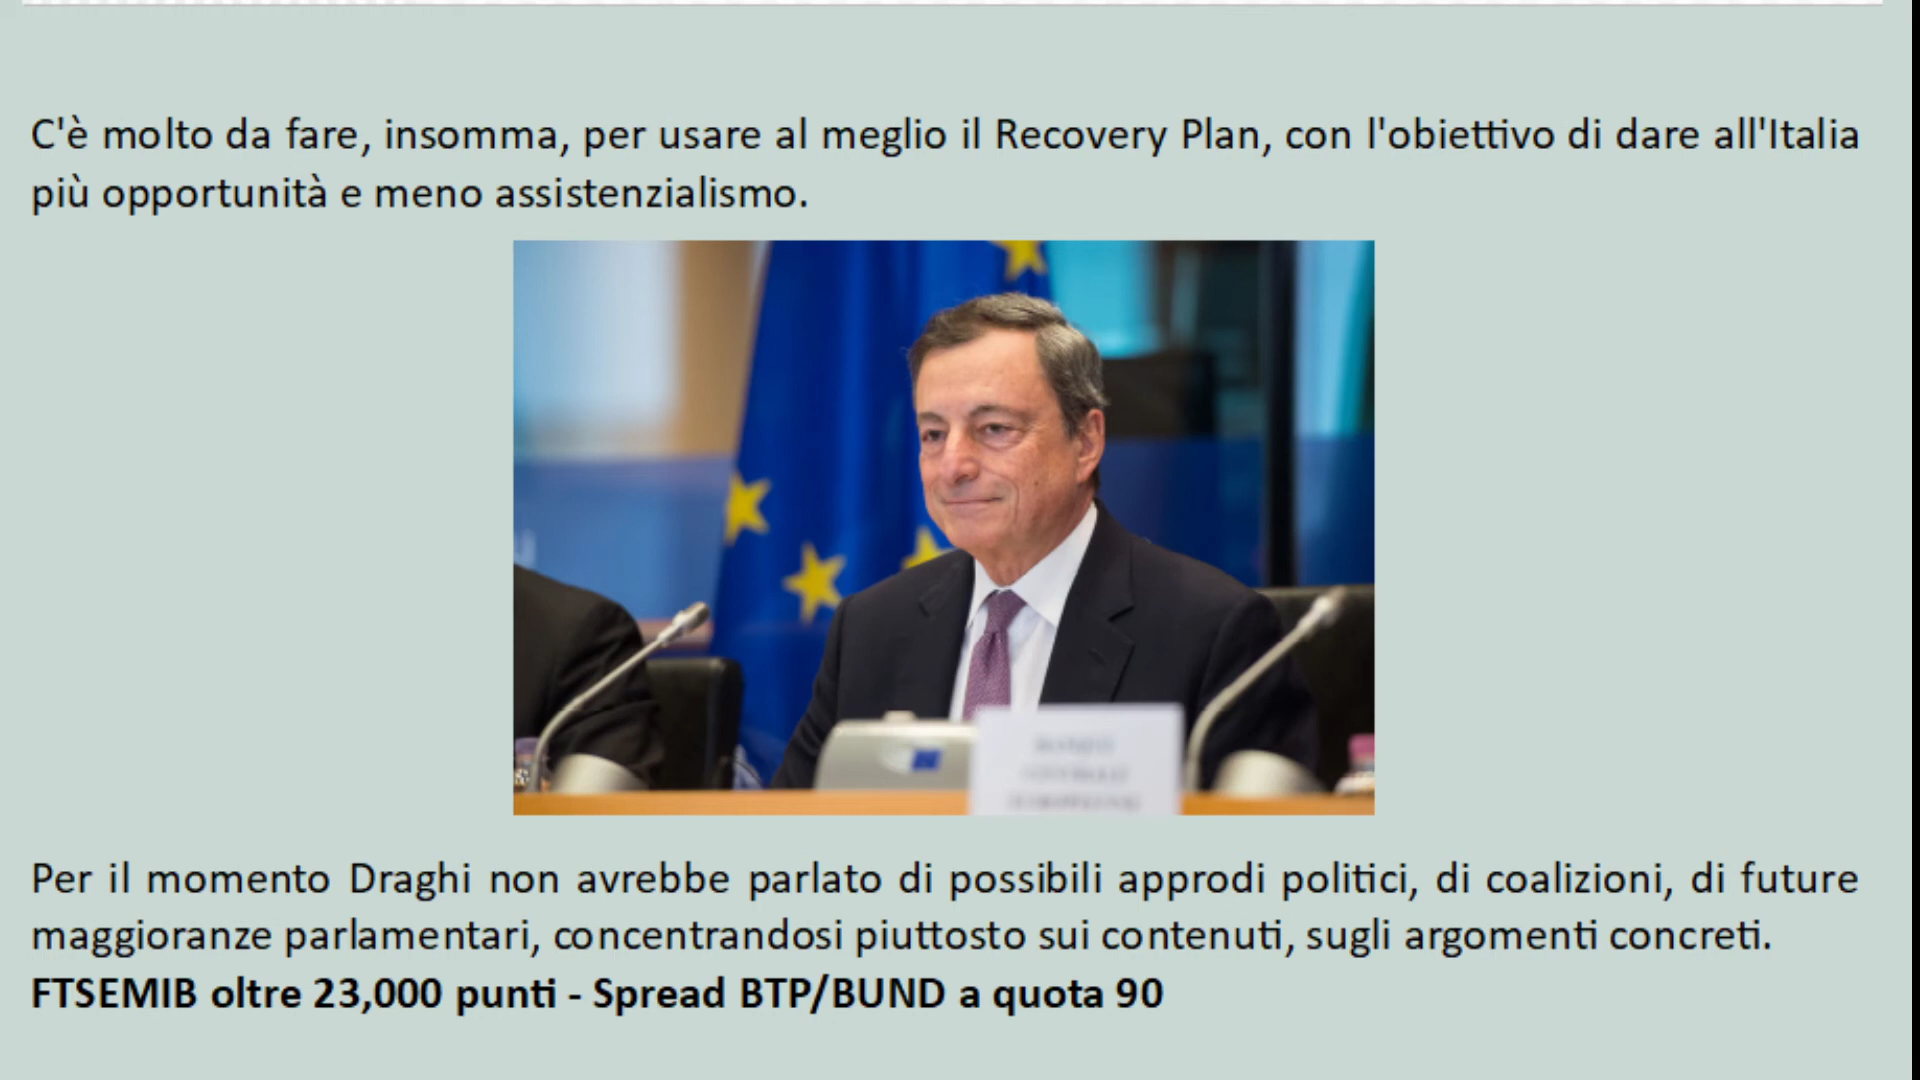 C'è molto da fare, insomma, per usare al meglio il Recovery Plan, con l'obiettivo di dare all'Italia
più opportunità e meno assistenzialismo.
Per il momento Draghi non avrebbe parlato di possibili approdi politici, di coalizioni, di future
maggioranze parlamentari, concentrandosi piuttosto sui contenuti, sugli argomenti concreti.
FTSEMIB oltre 23,000 punti - Spread BTP/BUND a quota 90